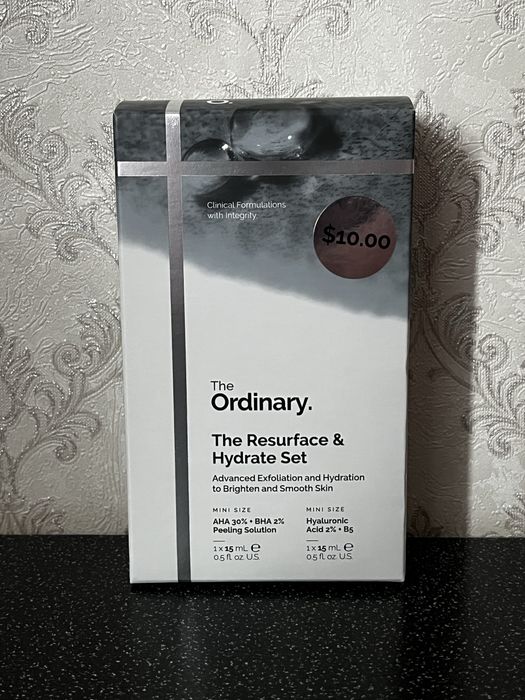 Clinical Formulations
with integrity.
$10.00
The
Ordinary.
The Resurface &
Hydrate Set
Advanced Exfoliation and Hydration
to Brighten and Smooth Skin
MINI SIZE
AHA 30% + BHA 2%
Peeling Solution
1 x 15 mL ℮
0.5 fl. oz. U.S.
MINI SIZE
Hyaluronic
Acid 2% + B5
1 x 15 mL ℮
0.5 fl. oz. U.S.